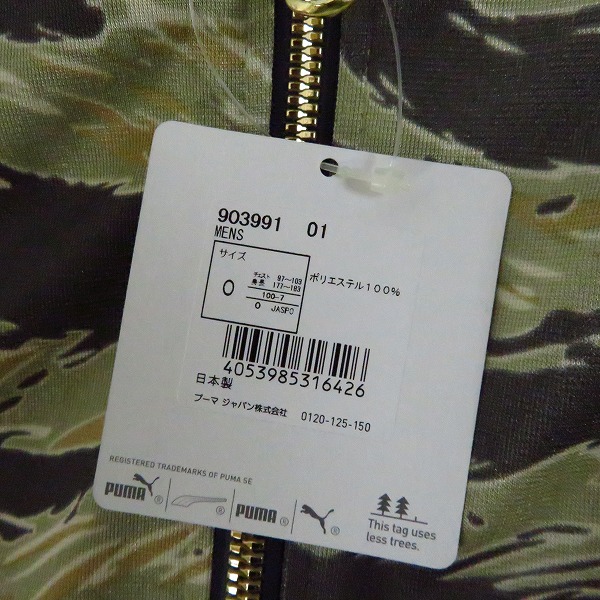 903991 01
MENS
サイズ
O
チェスト 97~103
身長 177~183
100-7
O JASPO
ポリエステル100%
4053985316426
日本製
プーマ ジャパン株式会社 0120-125-150
REGISTERED TRADEMARKS OF PUMA SE
PUMA® ® PUMA® ®
This tag uses
less trees.